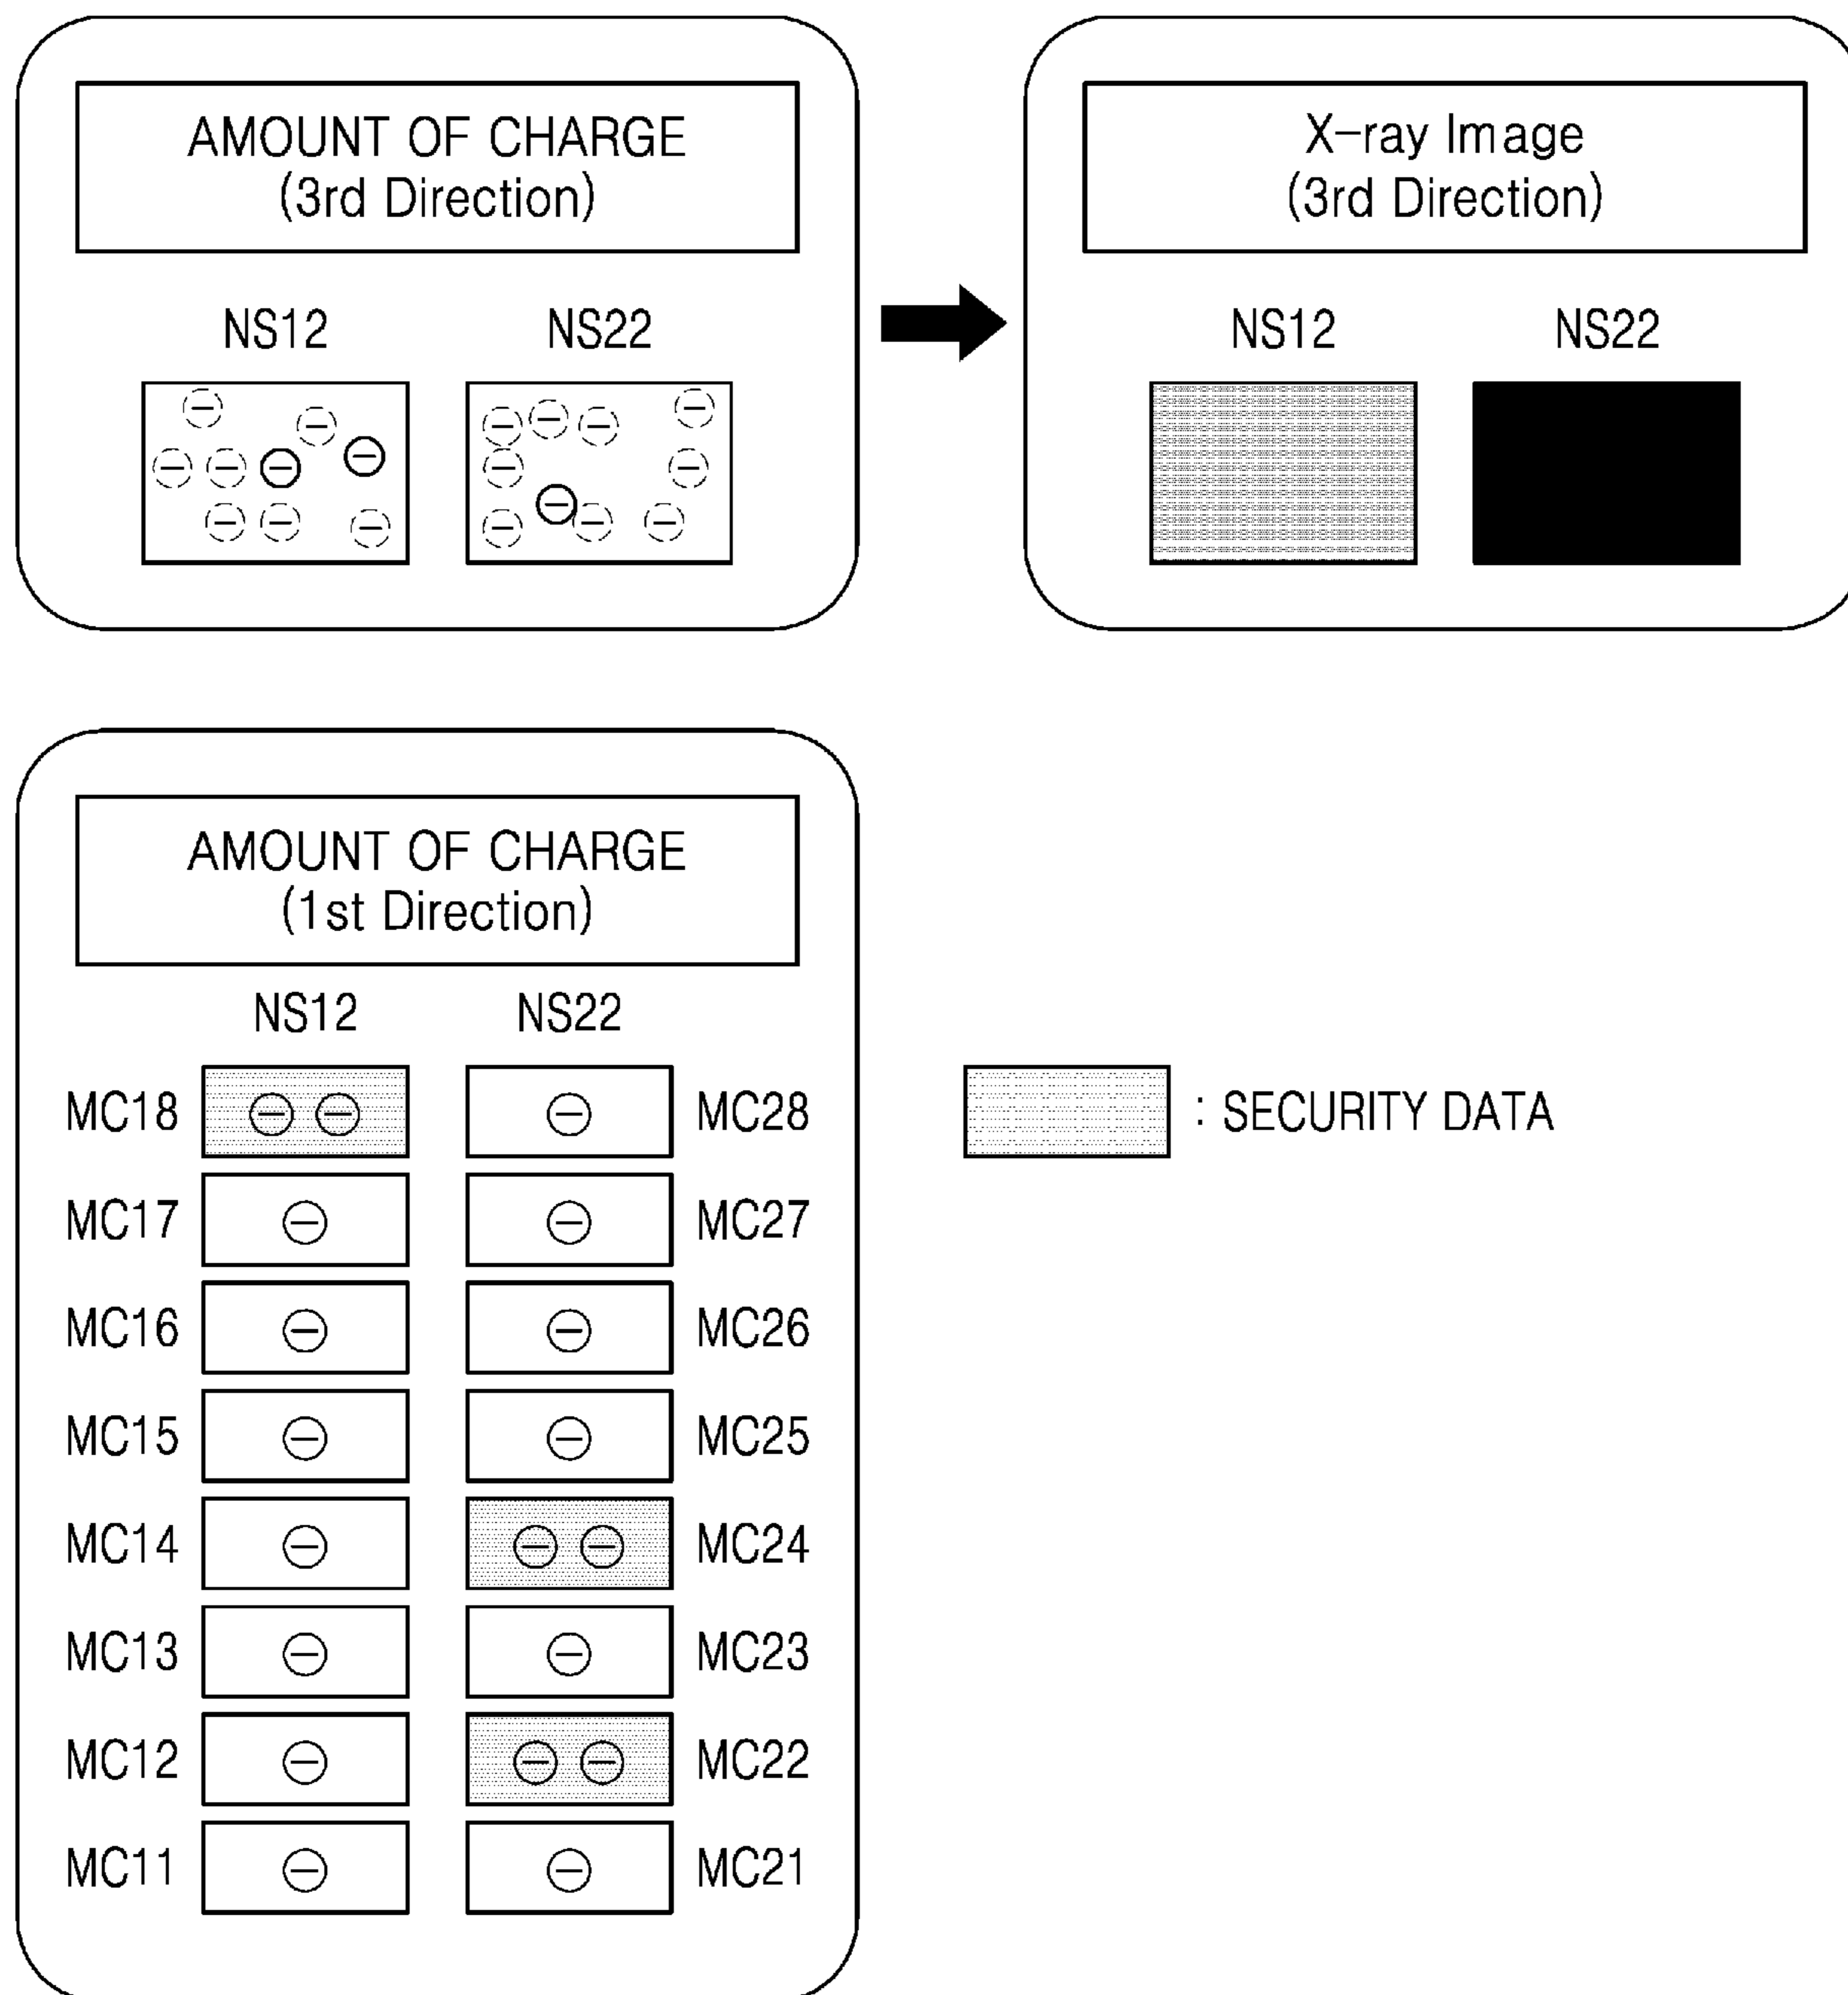 AMOUNT OF CHARGE
(3rd Direction)
NS12 NS22
X-ray Image
(3rd Direction)
NS12 NS22
AMOUNT OF CHARGE
(1st Direction)
NS12 NS22
MC18 MC28
MC17 MC27
MC16 MC26
MC15 MC25
MC14 MC24
MC13 MC23
MC12 MC22
MC11 MC21
: SECURITY DATA